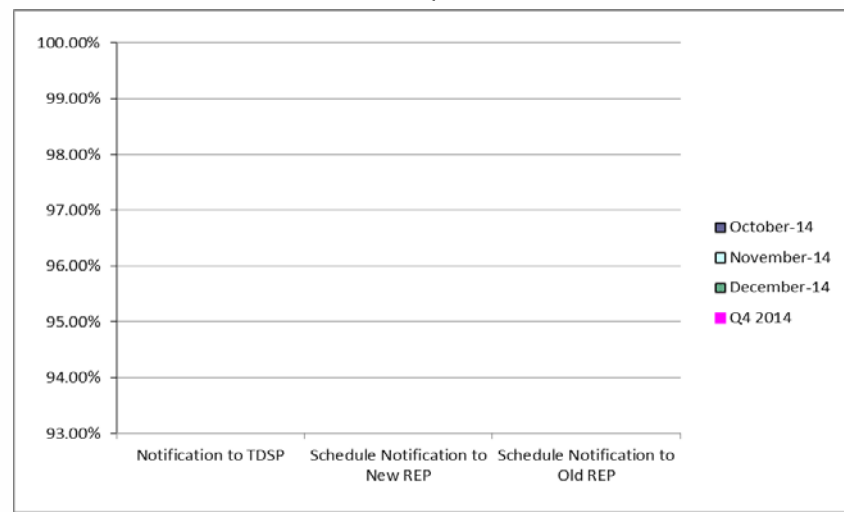 100.00%
99.00%
98.00%
97.00%
96.00%
95.00%
94.00%
93.00%
Notification to TDSP
Schedule Notification to
New REP
Schedule Notification to
Old REP
October-14
November-14
December-14
Q4 2014